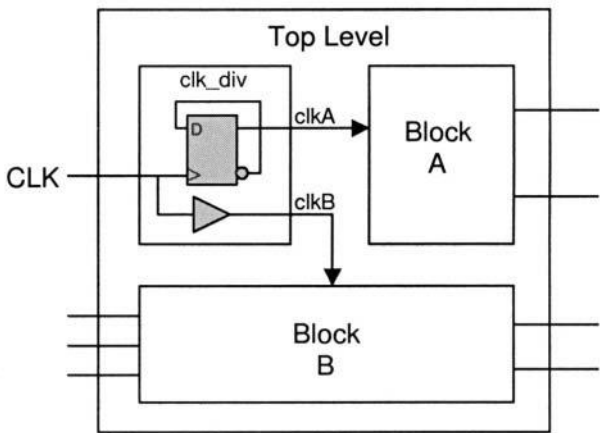 Top Level
clk_div
D
clkA
Block
A
CLK
clkB
Block
B